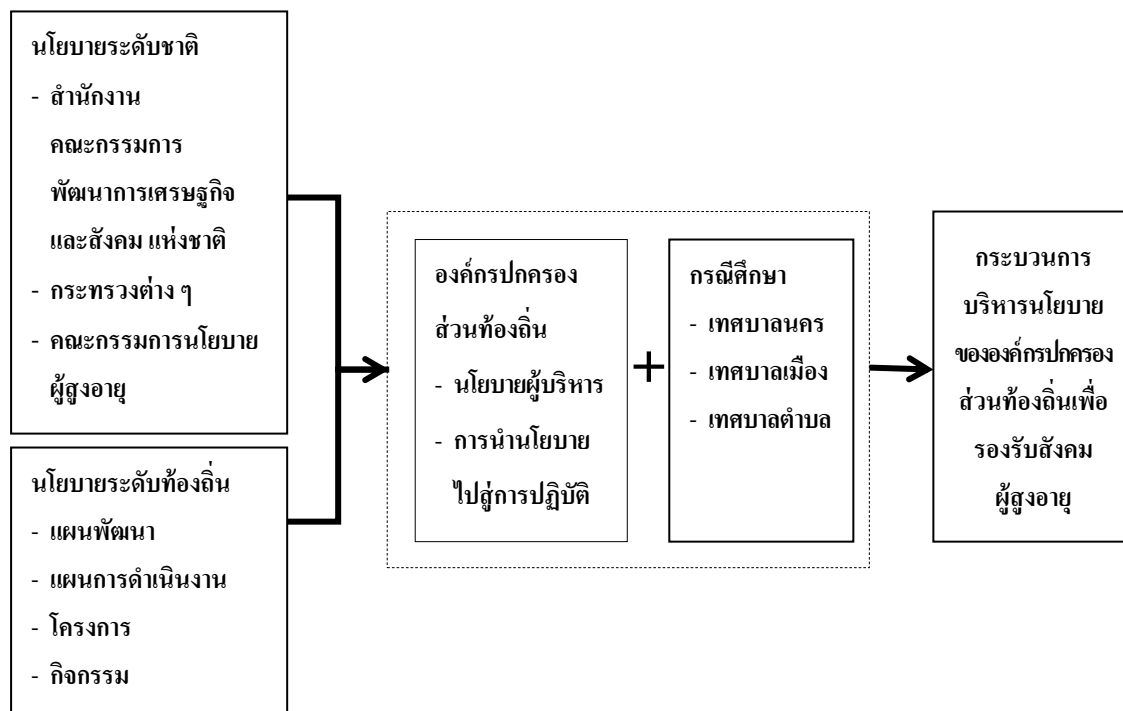 นโยบายระดับชาติ
- สำนักงาน
คณะกรรมการ
พัฒนาการเศรษฐกิจ
และสังคม แห่งชาติ
- กระทรวงต่าง ๆ
- คณะกรรมการนโยบาย
ผู้สูงอายุ
นโยบายระดับท้องถิ่น
- แผนพัฒนา
- แผนการดำเนินงาน
- โครงการ
- กิจกรรม
องค์กรปกครอง
ส่วนท้องถิ่น
- นโยบายผู้บริหาร
- การนำนโยบาย
ไปสู่การปฏิบัติ
+
กรณีศึกษา
- เทศบาลนคร
- เทศบาลเมือง
- เทศบาลตำบล
กระบวนการ
บริหารนโยบาย
ขององค์กรปกครอง
ส่วนท้องถิ่นเพื่อ
รองรับสังคม
ผู้สูงอายุ